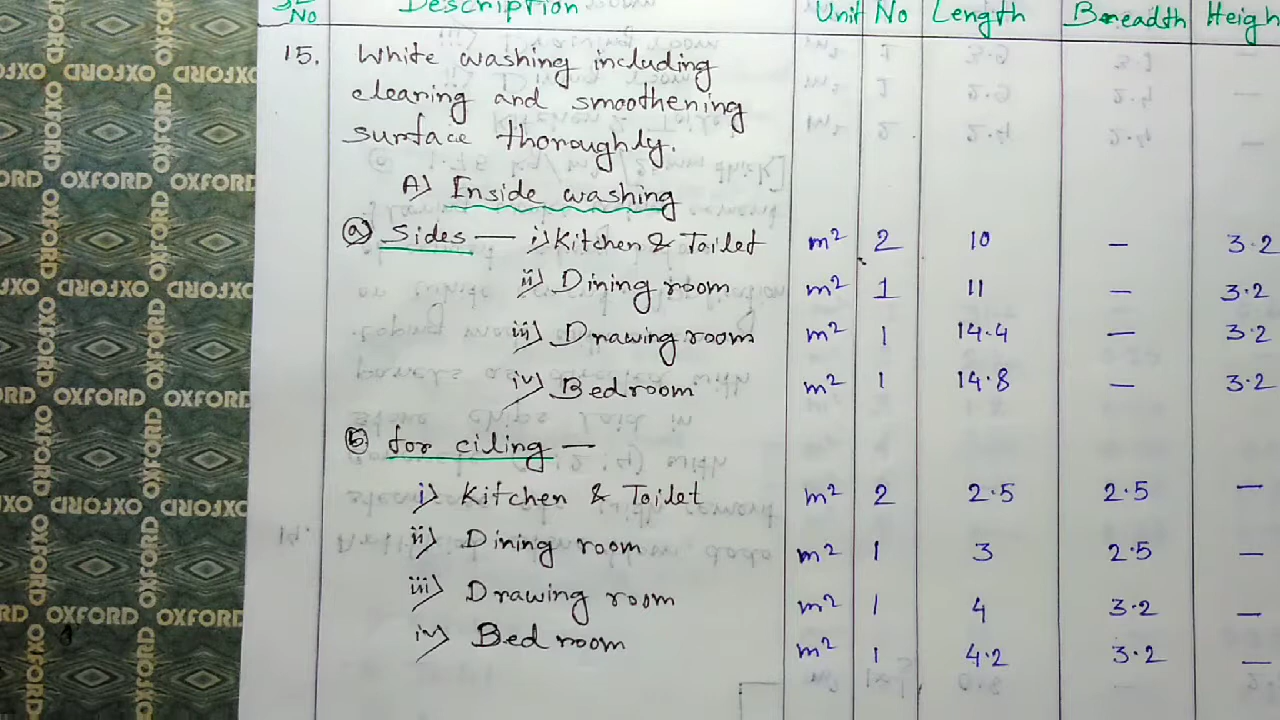 Sl No Description Unit No Length Breadth Heigh
15. White washing including
cleaning and smoothening
surface thoroughly.
A) Inside washing
(a) Sides — i) Kitchen & Toilet m² 2 10 — 3.2
ii) Dining room m² 1 11 — 3.2
iii) Drawing room m² 1 14.4 — 3.2
iv) Bedroom m² 1 14.8 — 3.2
(b) for ciling —
i) Kitchen & Toilet m² 2 2.5 2.5 —
ii) Dining room m² 1 3 2.5 —
iii) Drawing room m² 1 4 3.2 —
iv) Bed room m² 1 4.2 3.2 —
OXFORD OXFORD OXFORD